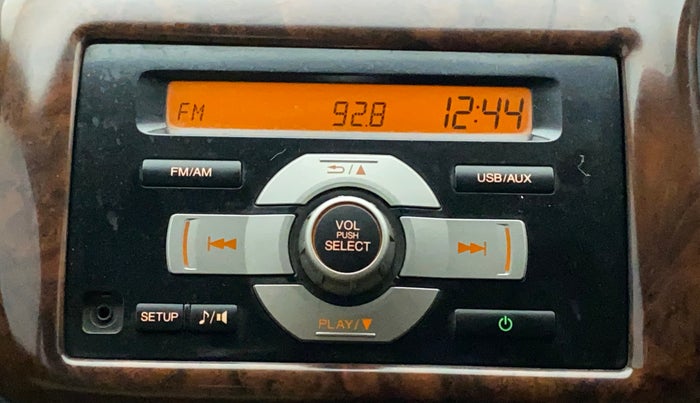 FM 92.8 12:44
FM/AM
USB/AUX
VOL
PUSH
SELECT
SETUP
PLAY/▼